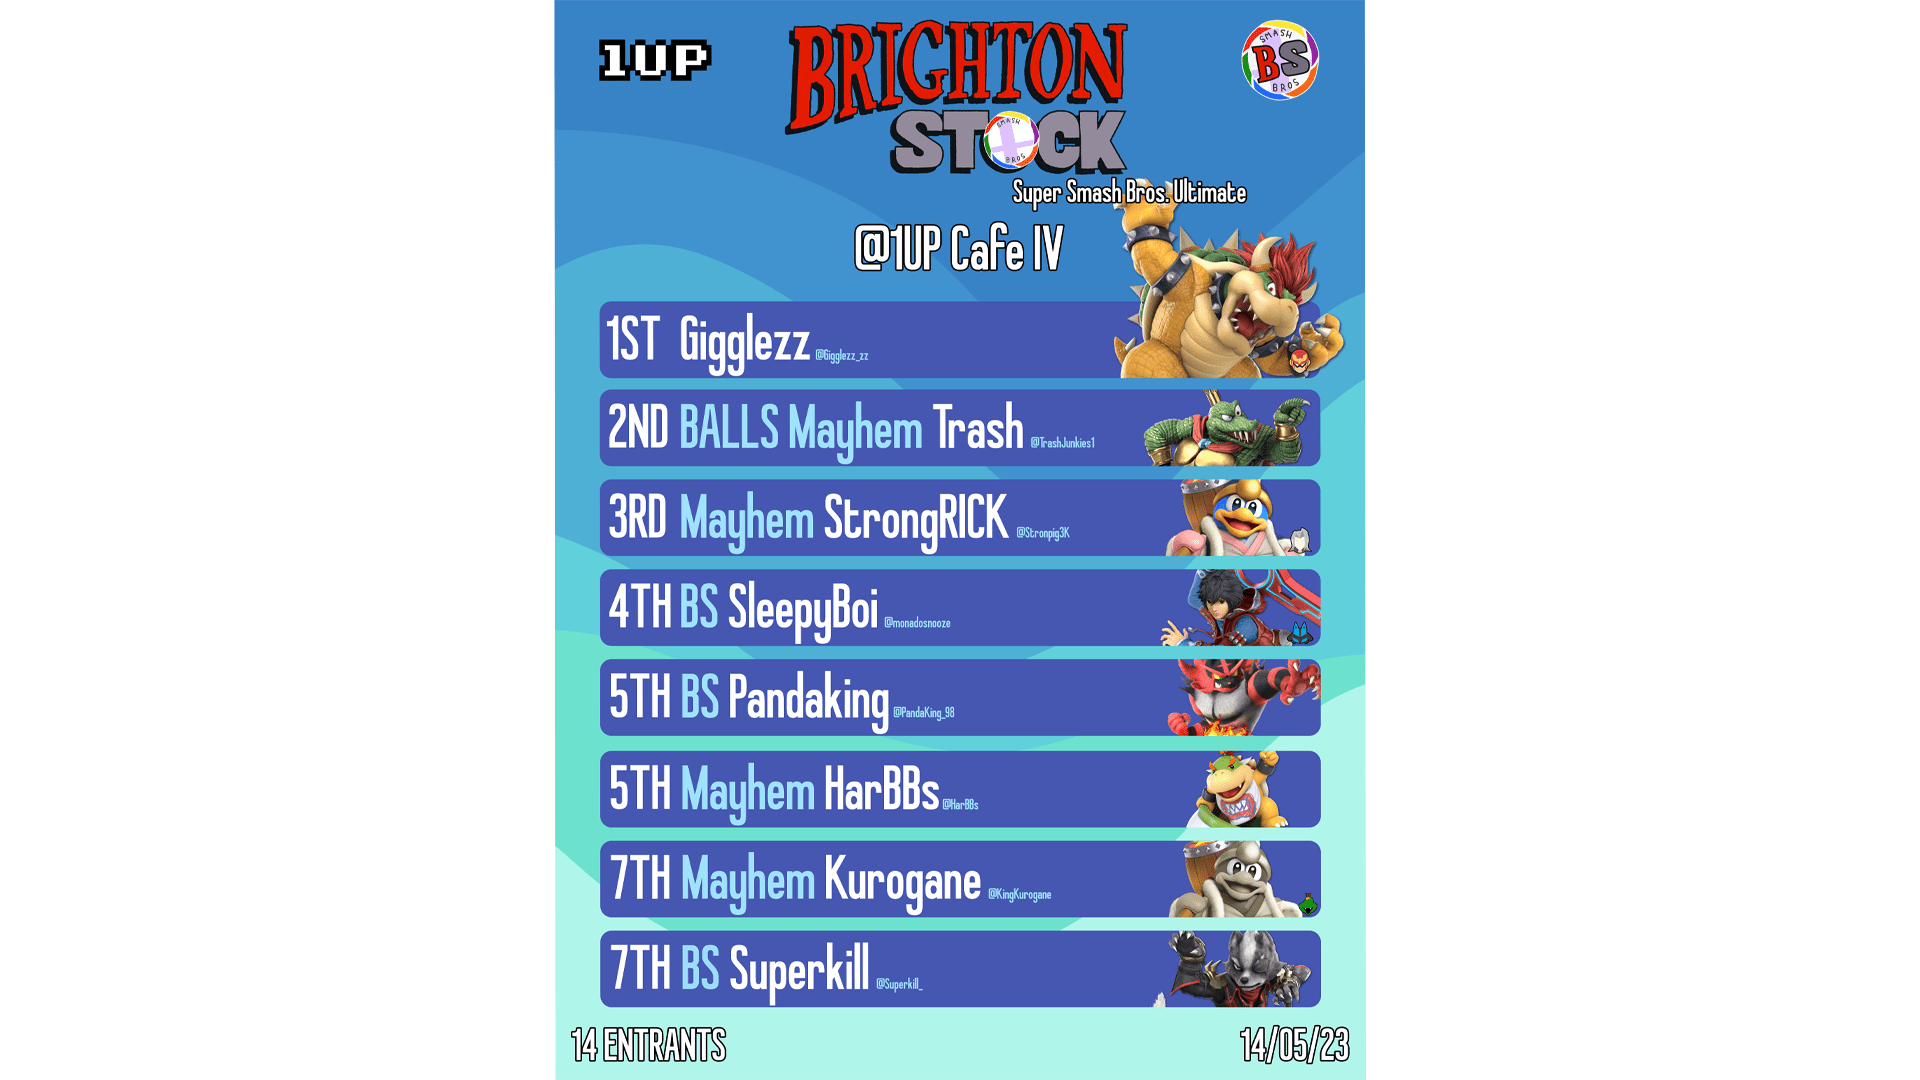 1UP
BRIGHTON
STOCK
SMASH
BROS
SMASH
BS
BROS
Super Smash Bros. Ultimate
@1UP Cafe IV
1ST Gigglezz @Gigglezz_zz
2ND BALLS Mayhem Trash @TrashJunkies1
3RD Mayhem StrongRICK @Stronpig3K
4TH BS SleepyBoi @monadosnooze
5TH BS Pandaking @PandaKing_98
5TH Mayhem HarBBs @HarBBs
7TH Mayhem Kurogane @KingKurogane
7TH BS Superkill @Superkill_
14 ENTRANTS
14/05/23